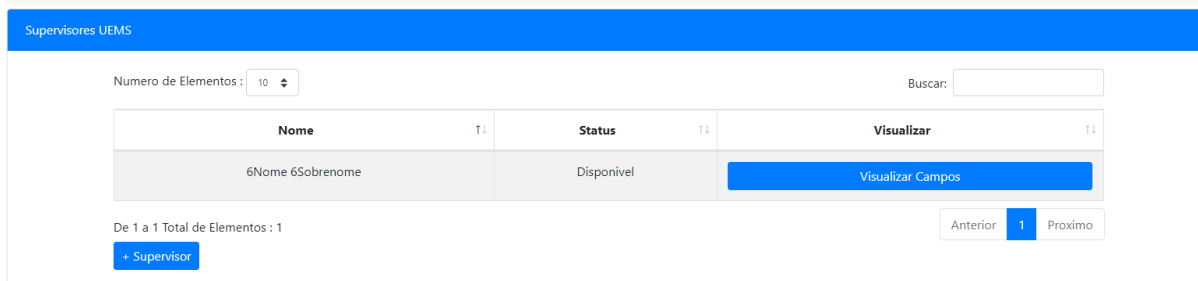 Supervisores UEMS
Numero de Elementos : 10 Buscar:
Nome Status Visualizar
6Nome 6Sobrenome Disponivel Visualizar Campos
De 1 a 1 Total de Elementos : 1 Anterior 1 Proximo
+ Supervisor